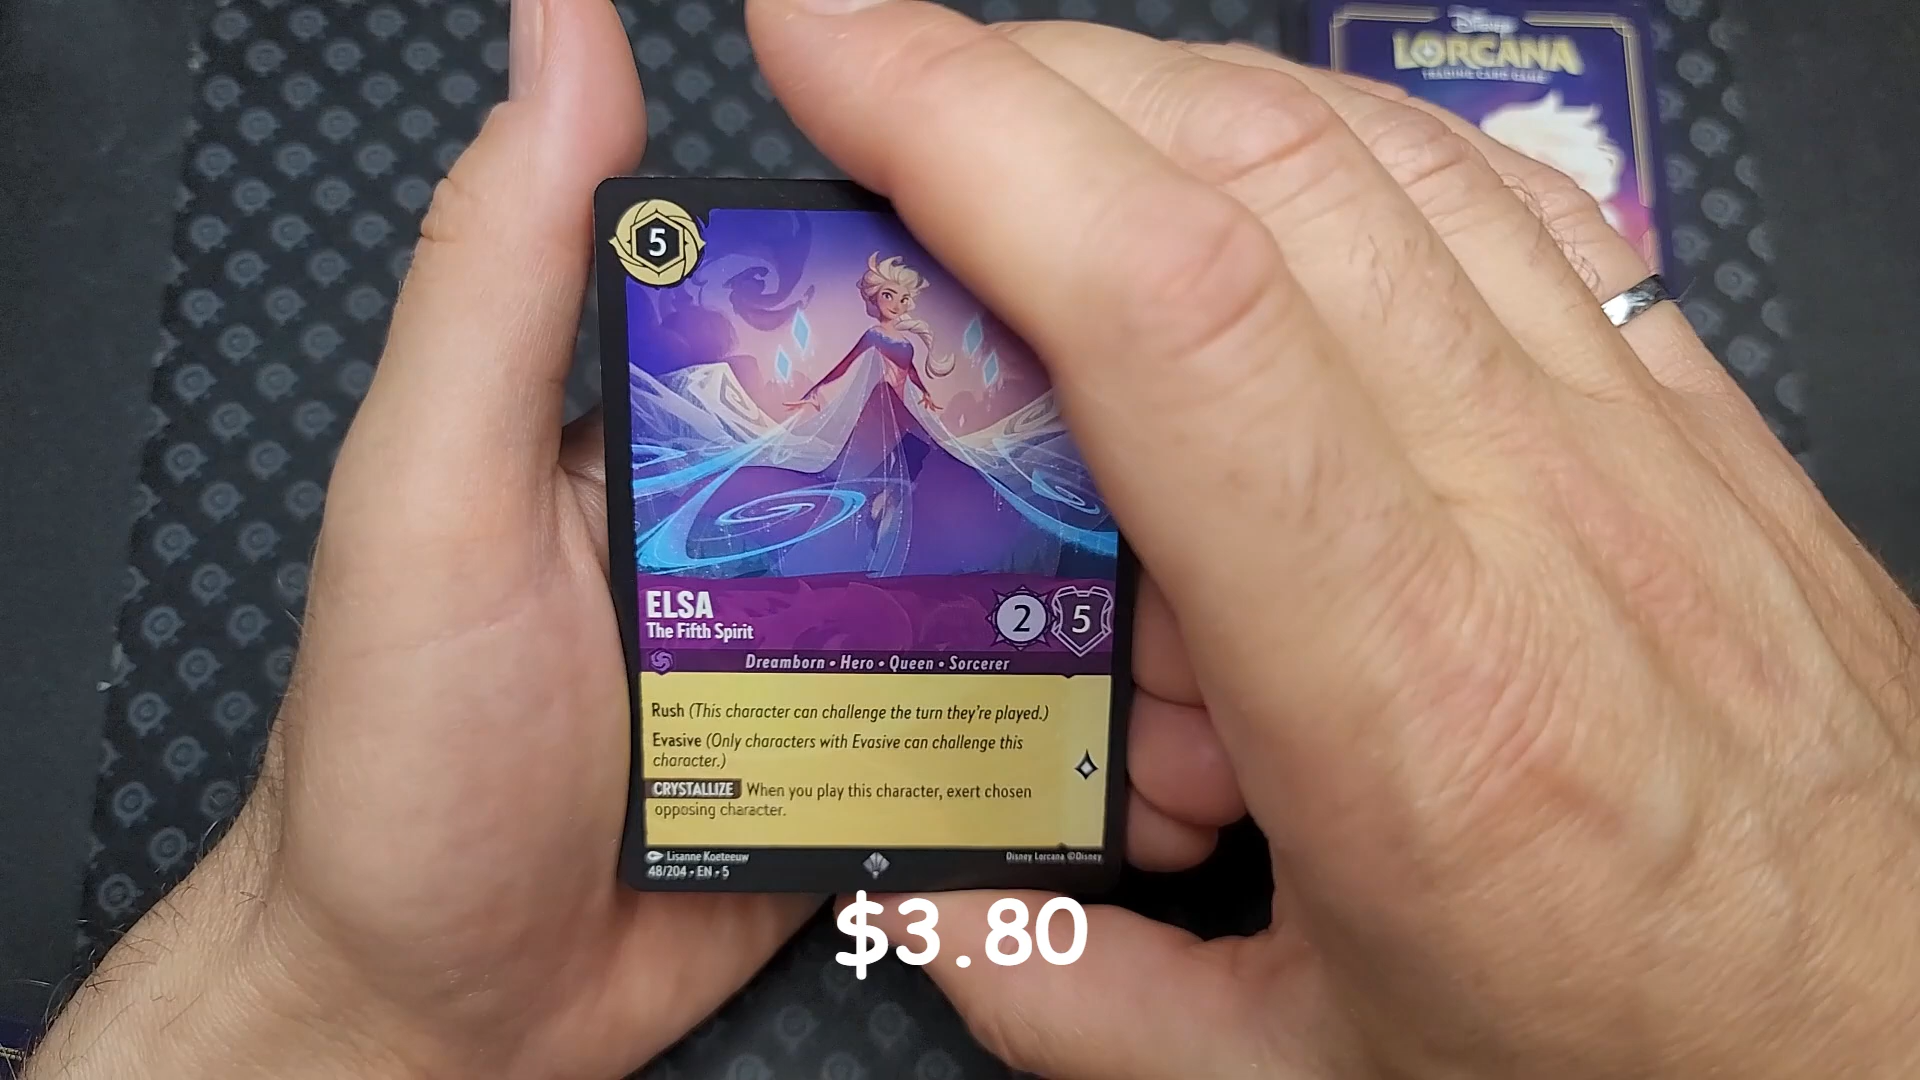 Disney
LORCANA
TRADING CARD GAME
5
ELSA
The Fifth Spirit
2 5
Dreamborn • Hero • Queen • Sorcerer
Rush (This character can challenge the turn they're played.)
Evasive (Only characters with Evasive can challenge this
character.)
CRYSTALLIZE When you play this character, exert chosen
opposing character.
Lisanne Koeteeuw
Disney Lorcana ©Disney
48/204 • EN • 5
$3.80